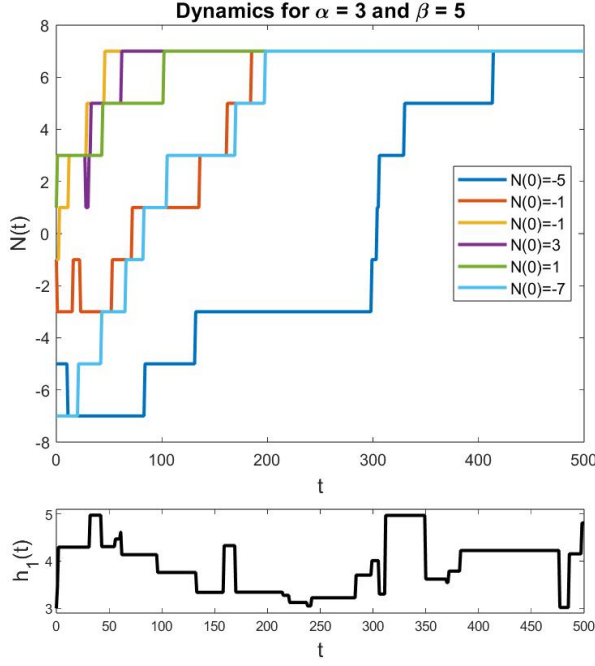 Dynamics for α = 3 and β = 5
8
6
4
2
0
-2
-4
-6
-8
N(t)
0 100 200 300 400 500
t
N(0)=-5
N(0)=-1
N(0)=-1
N(0)=3
N(0)=1
N(0)=-7
5
4
3
h_1(t)
0 50 100 150 200 250 300 350 400 450 500
t